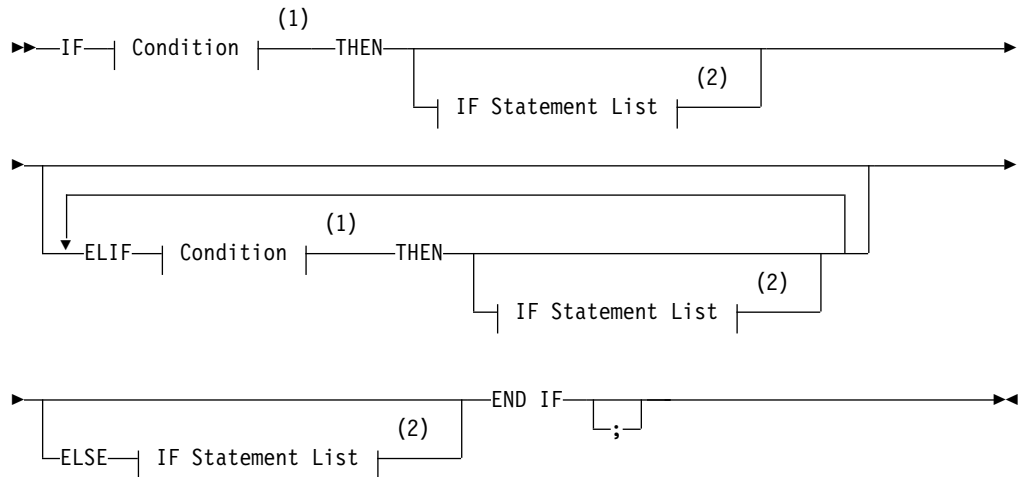 (1)
IF Condition THEN
(2)
IF Statement List
(1)
ELIF Condition THEN
(2)
IF Statement List
END IF
;
(2)
ELSE IF Statement List